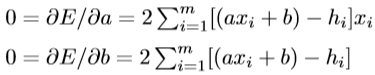 0 = ∂E/∂a = 2 ∑_{i=1}^{m}[(ax_i + b) − h_i]x_i
0 = ∂E/∂b = 2 ∑_{i=1}^{m}[(ax_i + b) − h_i]